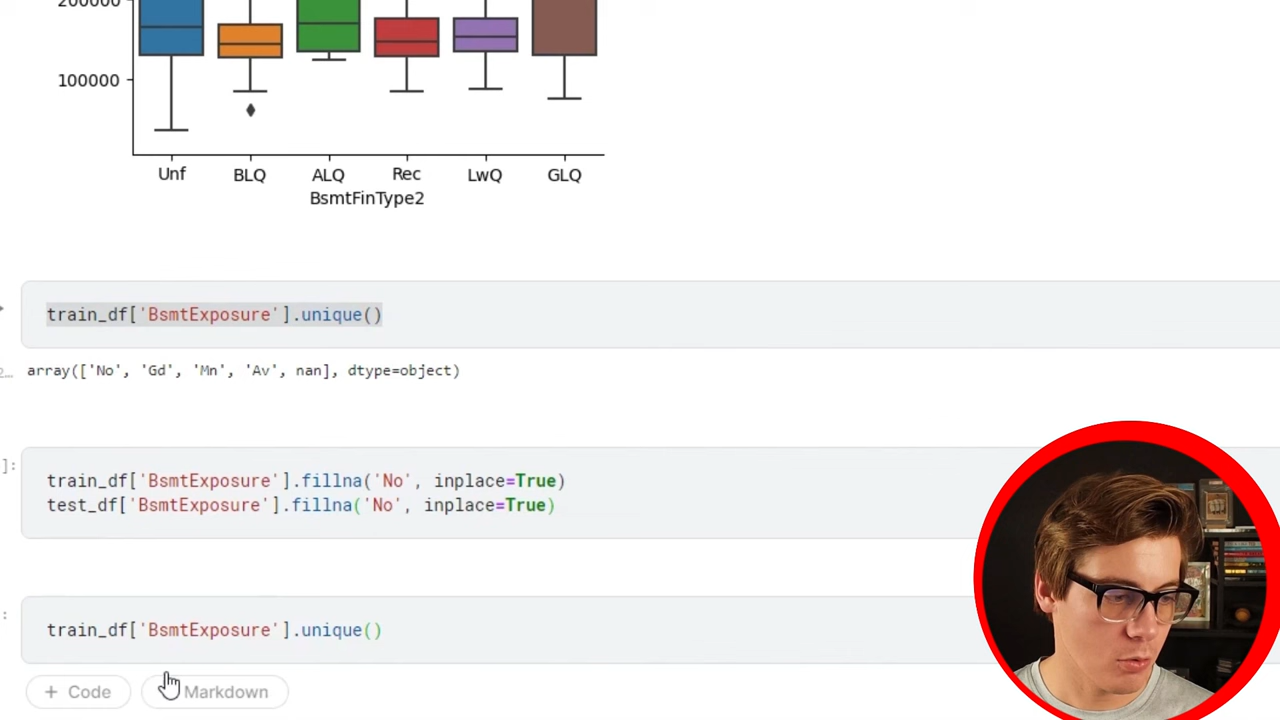 200000
100000
Unf BLQ ALQ Rec LwQ GLQ
BsmtFinType2
train_df['BsmtExposure'].unique()
array(['No', 'Gd', 'Mn', 'Av', nan], dtype=object)
]:
train_df['BsmtExposure'].fillna('No', inplace=True)
test_df['BsmtExposure'].fillna('No', inplace=True)
:
train_df['BsmtExposure'].unique()
+ Code Markdown